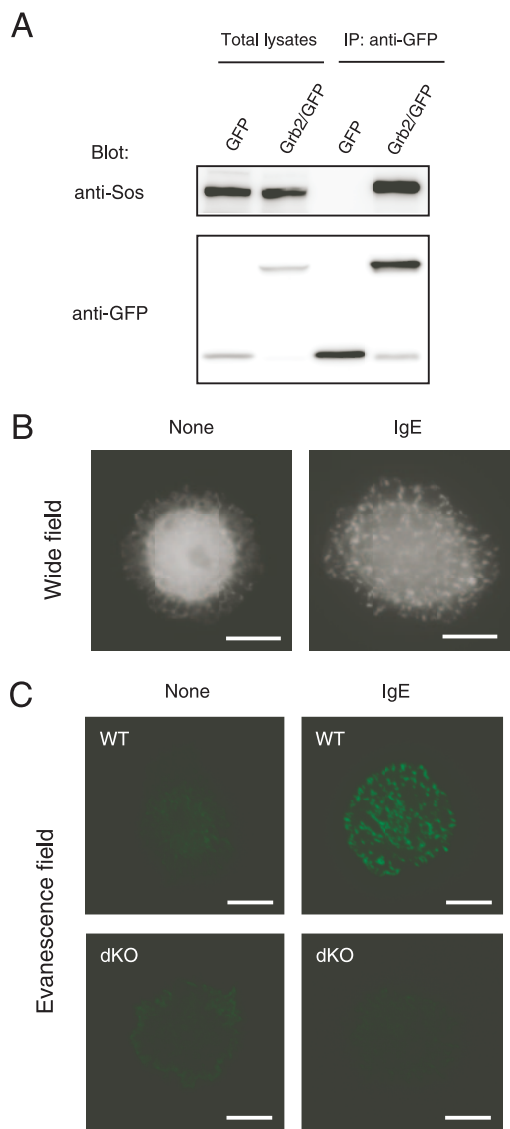 A
Total lysates
IP: anti-GFP
GFP
Grb2/GFP
GFP
Grb2/GFP
Blot:
anti-Sos
anti-GFP
B
None
IgE
Wide field
C
None
IgE
Evanescence field
WT
WT
dKO
dKO